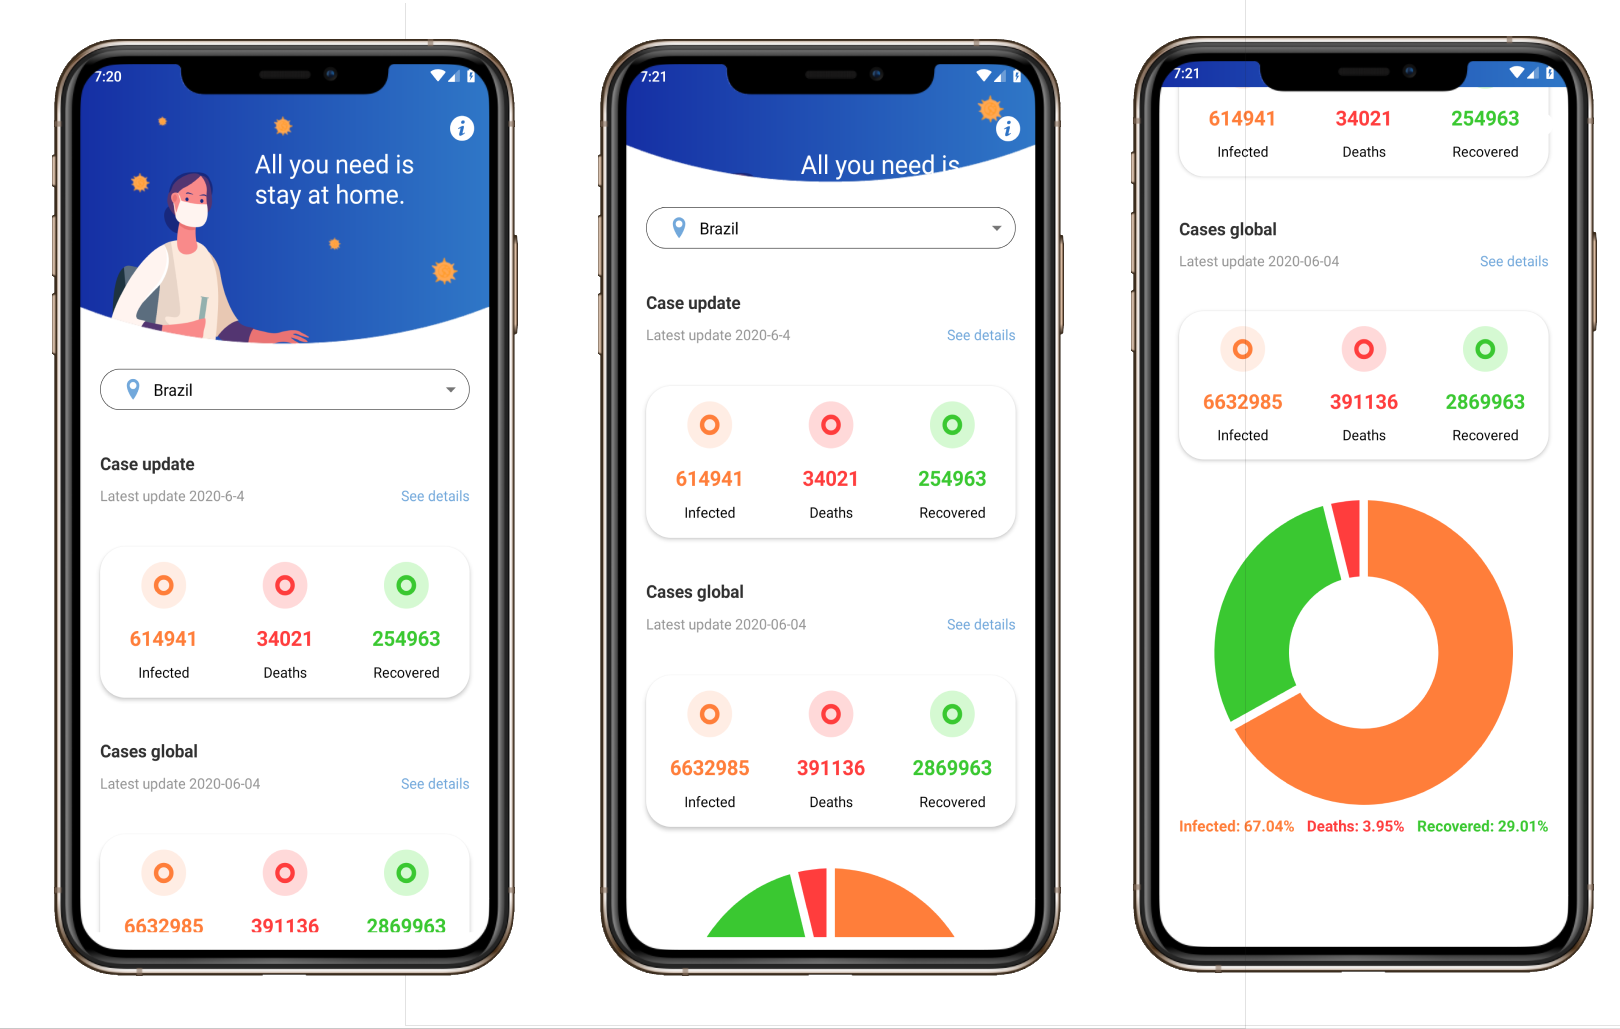 7:20
i
All you need is
stay at home.
Brazil
Case update
Latest update 2020-6-4 See details
614941 34021 254963
Infected Deaths Recovered
Cases global
Latest update 2020-06-04 See details
6632985 391136 2869963
7:21
i
All you need is
Brazil
Case update
Latest update 2020-6-4 See details
614941 34021 254963
Infected Deaths Recovered
Cases global
Latest update 2020-06-04 See details
6632985 391136 2869963
Infected Deaths Recovered
7:21
614941 34021 254963
Infected Deaths Recovered
Cases global
Latest update 2020-06-04 See details
6632985 391136 2869963
Infected Deaths Recovered
Infected: 67.04% Deaths: 3.95% Recovered: 29.01%